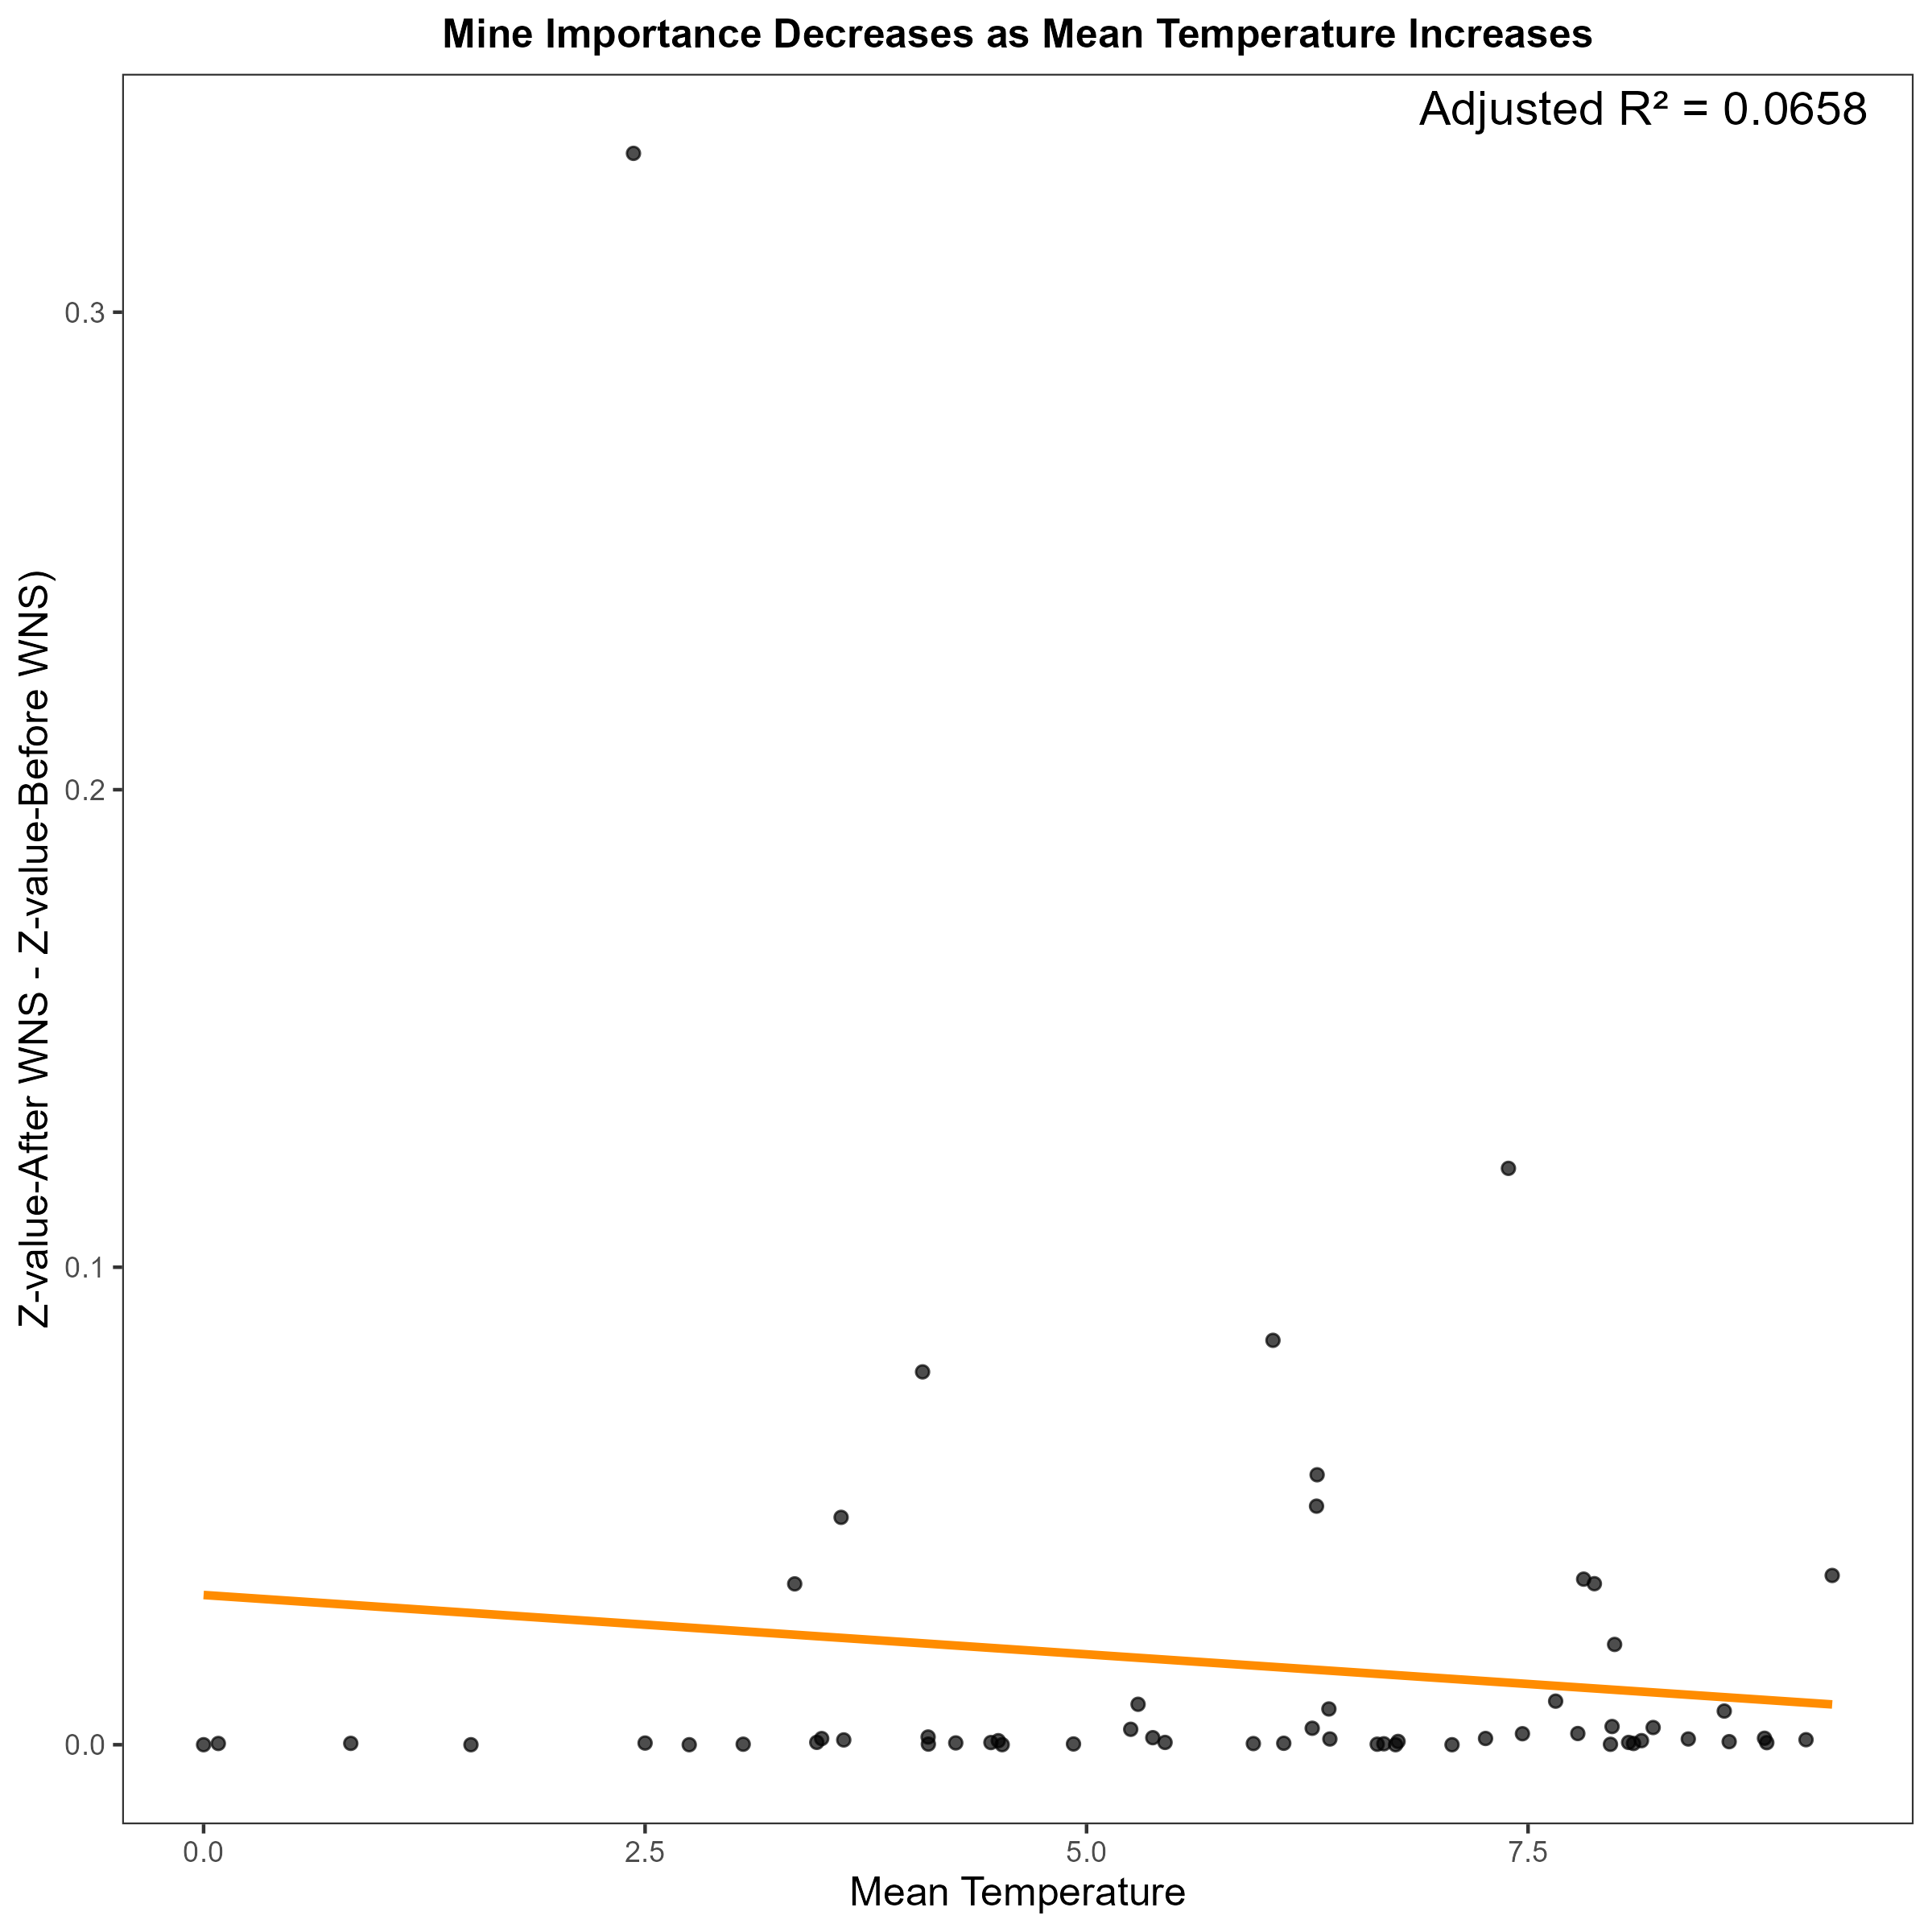 Mine Importance Decreases as Mean Temperature Increases
Adjusted R² = 0.0658
Z-value-After WNS - Z-value-Before WNS)
0.3
0.2
0.1
0.0
0.0 2.5 5.0 7.5
Mean Temperature